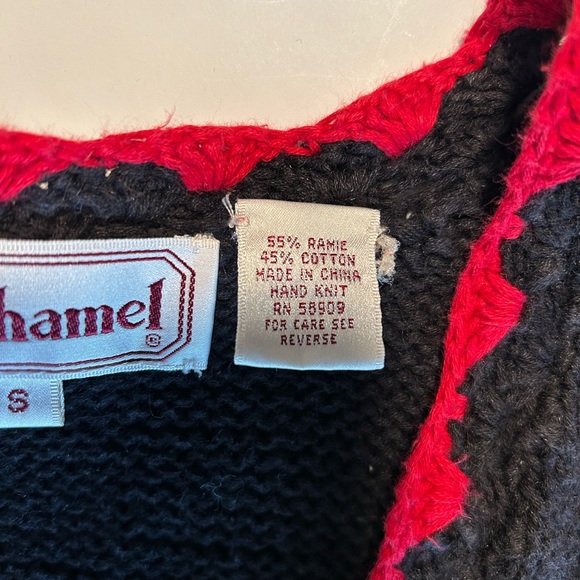 hamel
®
S
55% RAMIE
45% COTTON
MADE IN CHINA
HAND KNIT
RN 58909
FOR CARE SEE
REVERSE